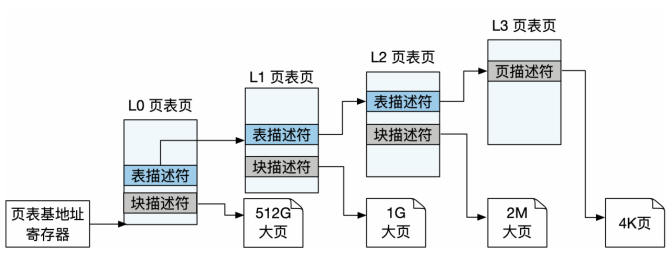 L3 页表页
L2 页表页
L1 页表页
L0 页表页
页描述符
表描述符
表描述符
块描述符
块描述符
表描述符
块描述符
页表基地址
寄存器
512G
大页
1G
大页
2M
大页
4K页